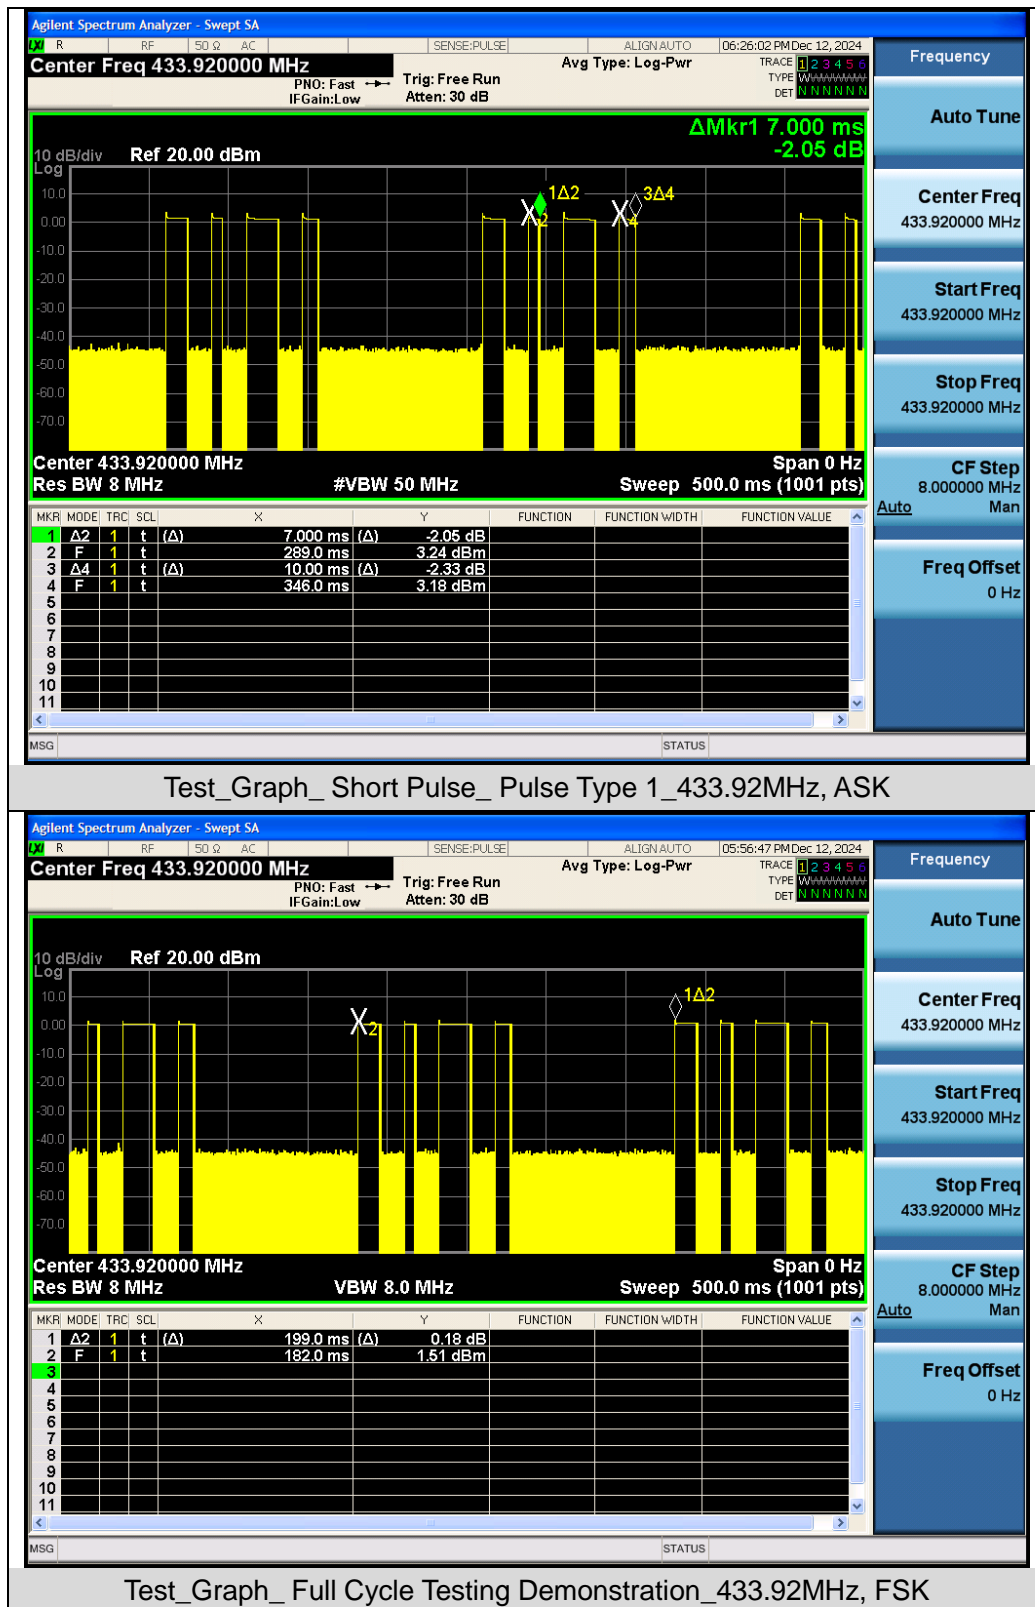 Agilent Spectrum Analyzer - Swept SA
LXI R RF 50 Ω AC SENSE:PULSE ALIGN AUTO 06:26:02 PM Dec 12, 2024
Center Freq 433.920000 MHz Avg Type: Log-Pwr TRACE 1 2 3 4 5 6
PNO: Fast Trig: Free Run TYPE W
IFGain:Low Atten: 30 dB DET N N N N N N
Frequency
Auto Tune
Center Freq
433.920000 MHz
Start Freq
433.920000 MHz
Stop Freq
433.920000 MHz
CF Step
8.000000 MHz
Auto Man
Freq Offset
0 Hz
ΔMkr1 7.000 ms
-2.05 dB
10 dB/div Ref 20.00 dBm
Log
10.0
0.00
-10.0
-20.0
-30.0
-40.0
-50.0
-60.0
-70.0
1Δ2 3Δ4
2 4
Center 433.920000 MHz Span 0 Hz
Res BW 8 MHz #VBW 50 MHz Sweep 500.0 ms (1001 pts)
MKR MODE TRC SCL X Y FUNCTION FUNCTION WIDTH FUNCTION VALUE
1 Δ2 1 t (Δ) 7.000 ms (Δ) -2.05 dB
2 F 1 t 289.0 ms 3.24 dBm
3 Δ4 1 t (Δ) 10.00 ms (Δ) -2.33 dB
4 F 1 t 346.0 ms 3.18 dBm
5
6
7
8
9
10
11
MSG STATUS
Test_Graph_ Short Pulse_ Pulse Type 1_433.92MHz, ASK
Agilent Spectrum Analyzer - Swept SA
LXI R RF 50 Ω AC SENSE:PULSE ALIGN AUTO 05:56:47 PM Dec 12, 2024
Center Freq 433.920000 MHz Avg Type: Log-Pwr TRACE 1 2 3 4 5 6
PNO: Fast Trig: Free Run TYPE W
IFGain:Low Atten: 30 dB DET N N N N N N
Frequency
Auto Tune
Center Freq
433.920000 MHz
Start Freq
433.920000 MHz
Stop Freq
433.920000 MHz
CF Step
8.000000 MHz
Auto Man
Freq Offset
0 Hz
10 dB/div Ref 20.00 dBm
Log
10.0
0.00
-10.0
-20.0
-30.0
-40.0
-50.0
-60.0
-70.0
1Δ2
2
Center 433.920000 MHz Span 0 Hz
Res BW 8 MHz VBW 8.0 MHz Sweep 500.0 ms (1001 pts)
MKR MODE TRC SCL X Y FUNCTION FUNCTION WIDTH FUNCTION VALUE
1 Δ2 1 t (Δ) 199.0 ms (Δ) 0.18 dB
2 F 1 t 182.0 ms 1.51 dBm
3
4
5
6
7
8
9
10
11
MSG STATUS
Test_Graph_ Full Cycle Testing Demonstration_433.92MHz, FSK